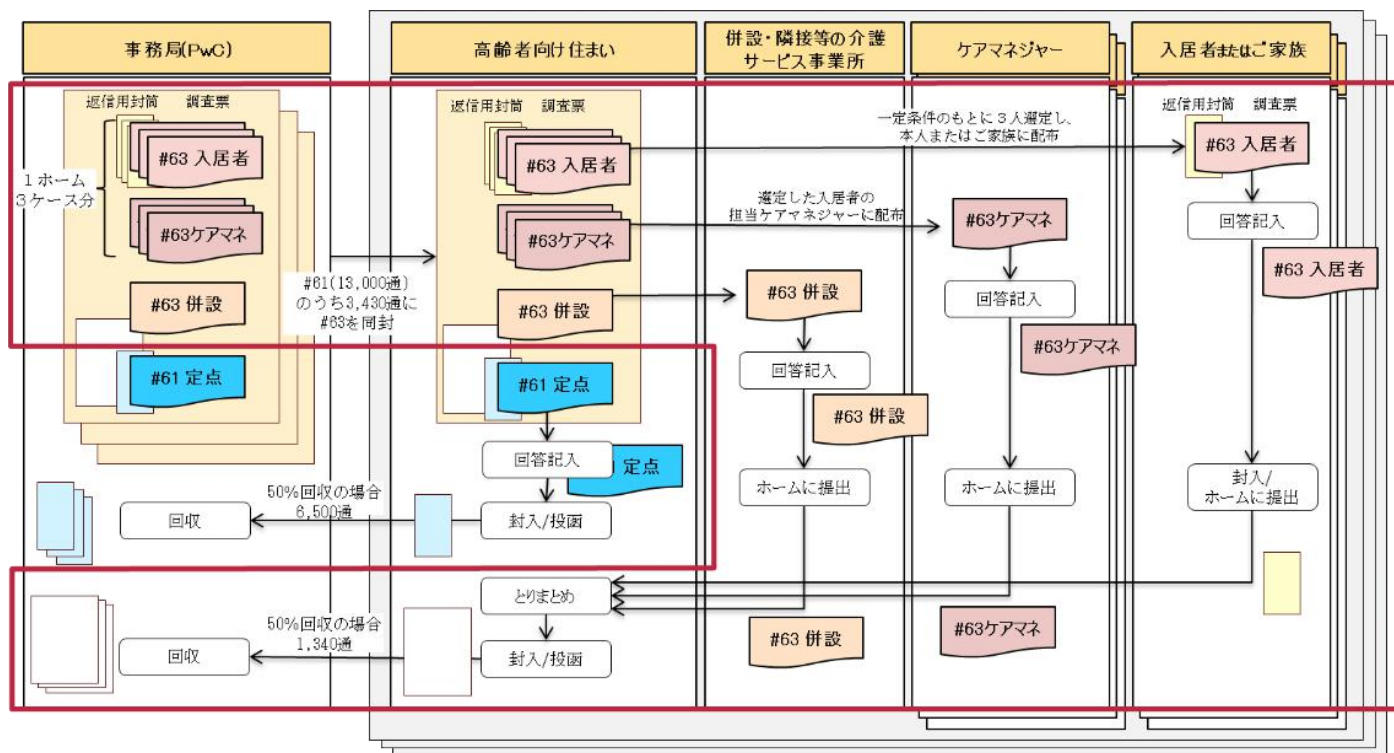 事務局(PwC)
高齢者向け住まい
併設・隣接等の介護
サービス事業所
ケアマネジャー
入居者またはご家族
返信用封筒 調査票
#63 入居者
1ホーム
3ケース分
#63ケアマネ
#63 併設
#61 定点
#61(13,000通)
のうち3,430通に
#63を同封
返信用封筒 調査票
#63 入居者
#63ケアマネ
#63 併設
#61 定点
回答記入
定点
封入/投函
50%回収の場合
6,500通
回収
一定条件のもとに3人選定し、
本人またはご家族に配布
選定した入居者の
担当ケアマネジャーに配布
#63 併設
回答記入
#63 併設
ホームに提出
#63ケアマネ
回答記入
#63ケアマネ
ホームに提出
返信用封筒 調査票
#63 入居者
回答記入
#63 入居者
封入/
ホームに提出
とりまとめ
封入/投函
50%回収の場合
1,340通
回収
#63 併設
#63ケアマネ